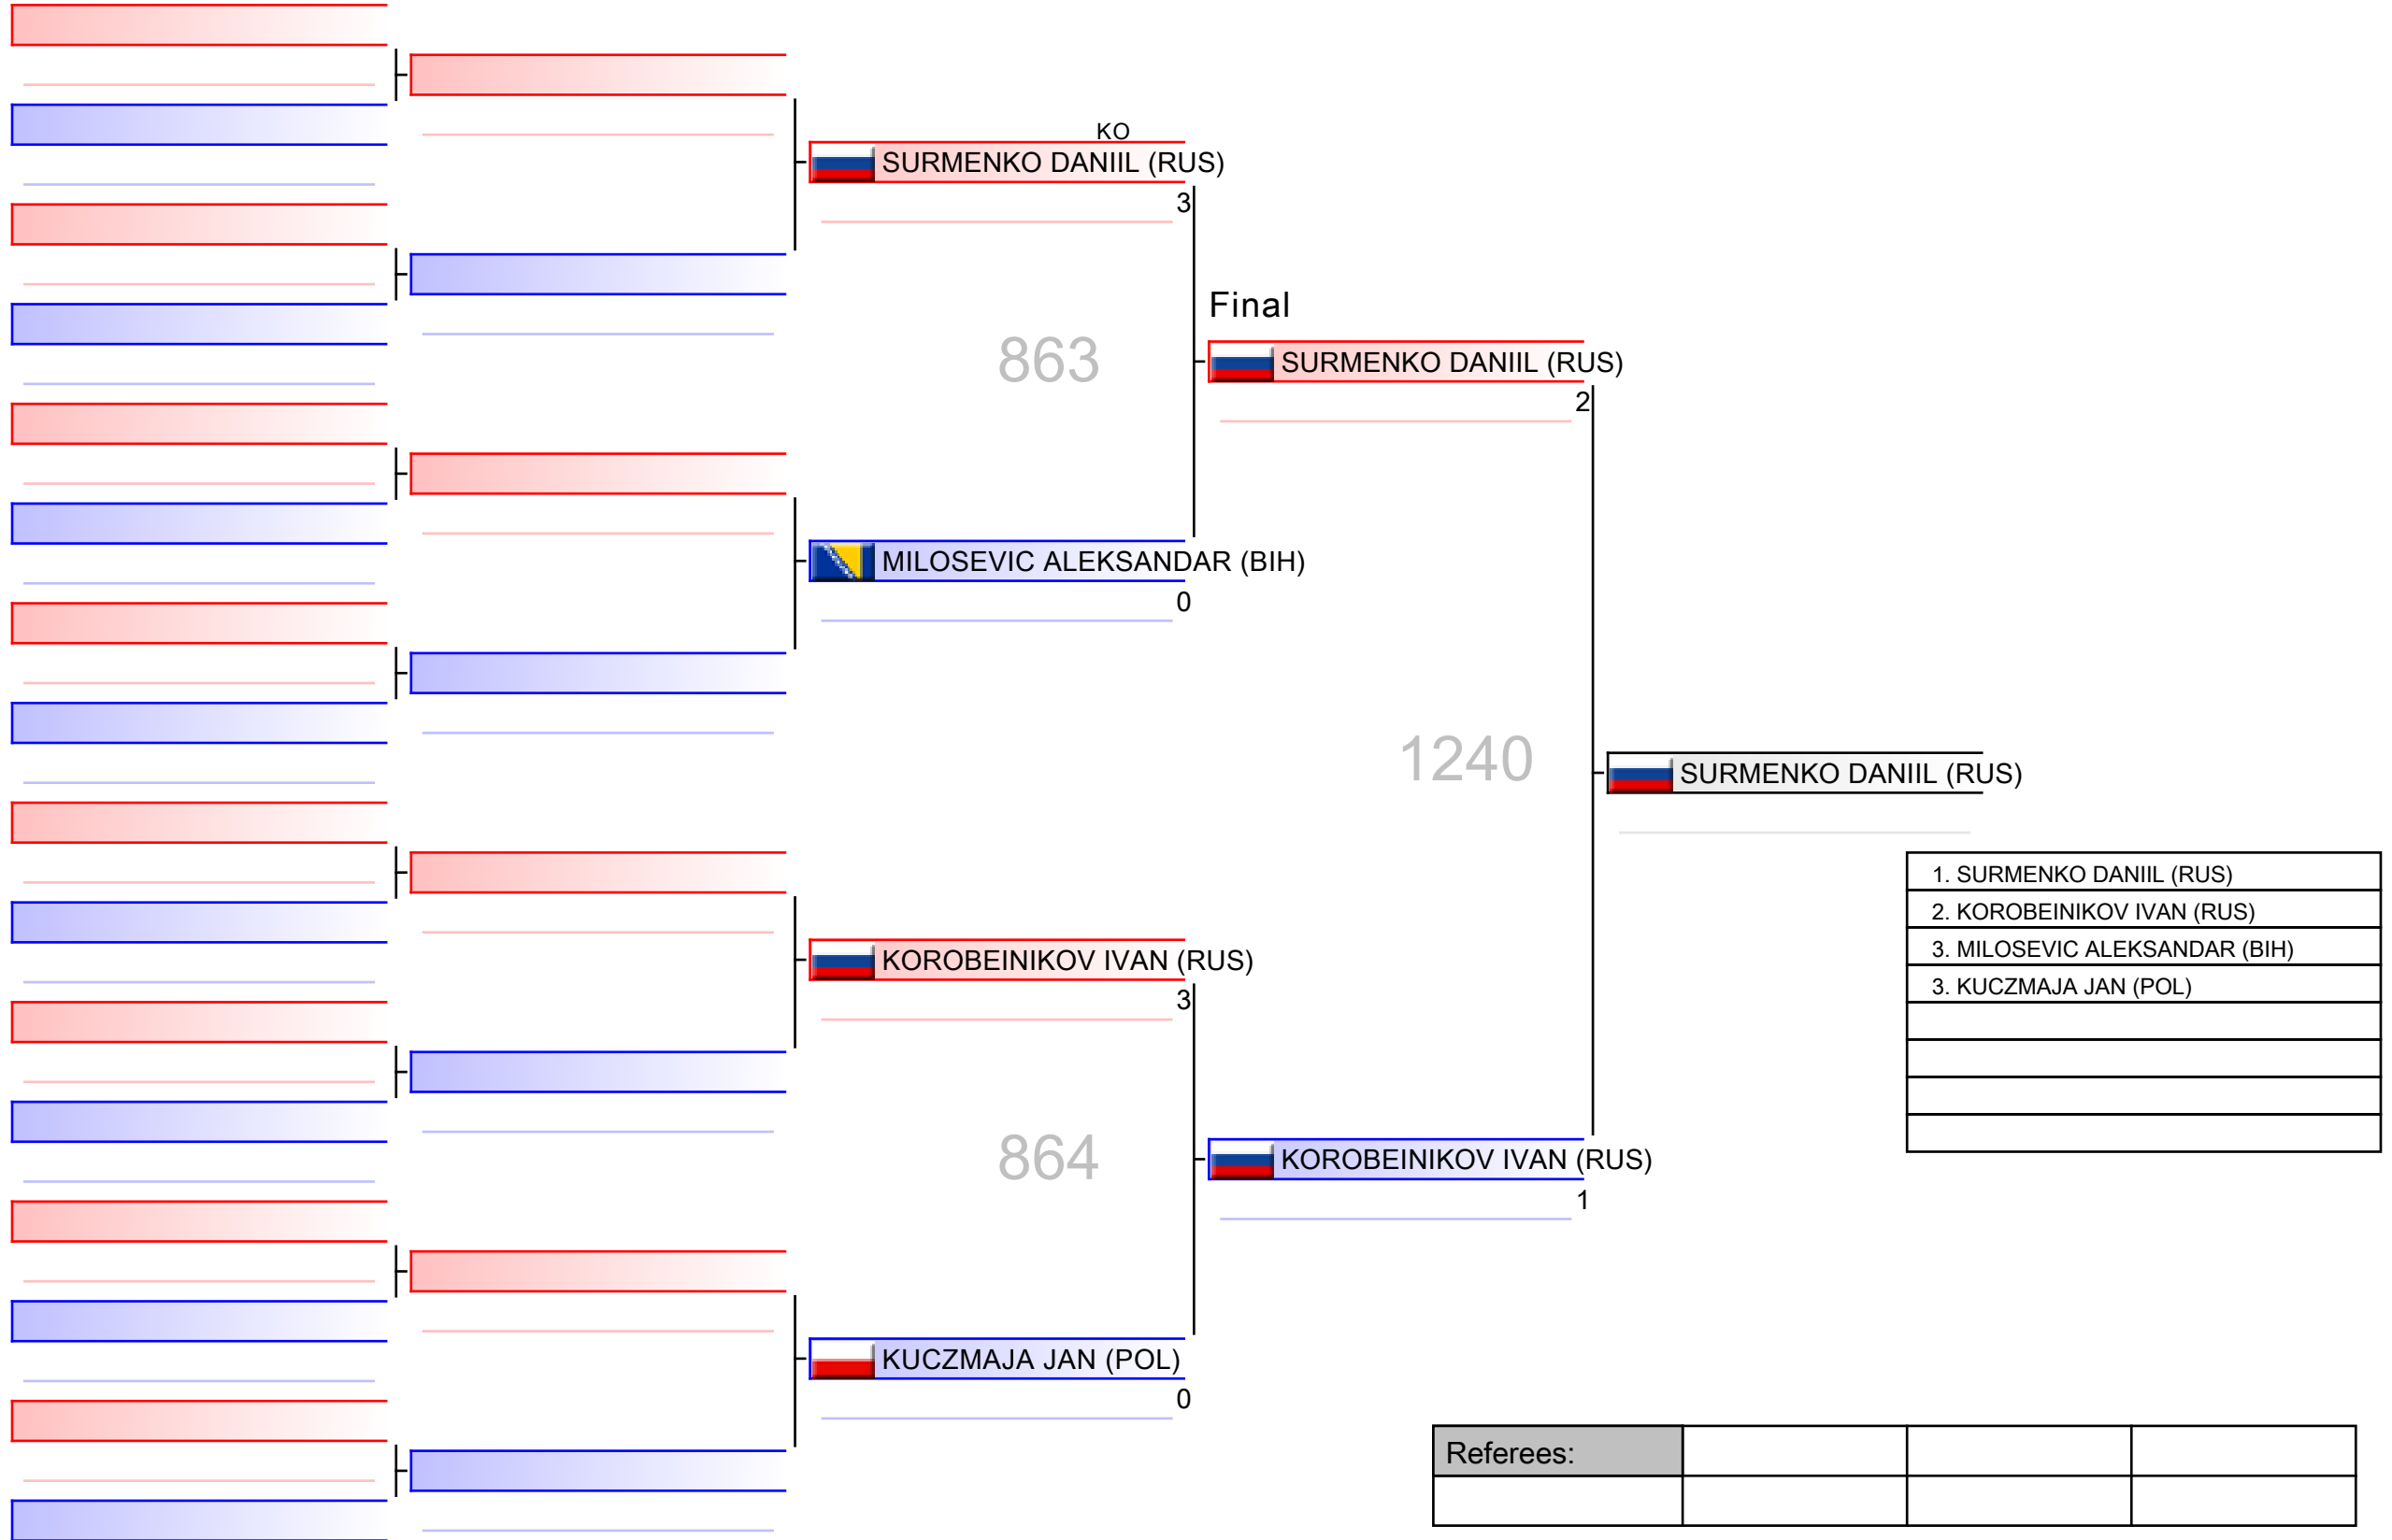 KO
SURMENKO DANIIL (RUS)
3
Final
863
SURMENKO DANIIL (RUS)
2
MILOSEVIC ALEKSANDAR (BIH)
0
1240
SURMENKO DANIIL (RUS)
1. SURMENKO DANIIL (RUS)
2. KOROBEINIKOV IVAN (RUS)
3. MILOSEVIC ALEKSANDAR (BIH)
3. KUCZMAJA JAN (POL)
KOROBEINIKOV IVAN (RUS)
3
864
KOROBEINIKOV IVAN (RUS)
1
KUCZMAJA JAN (POL)
0
Referees: